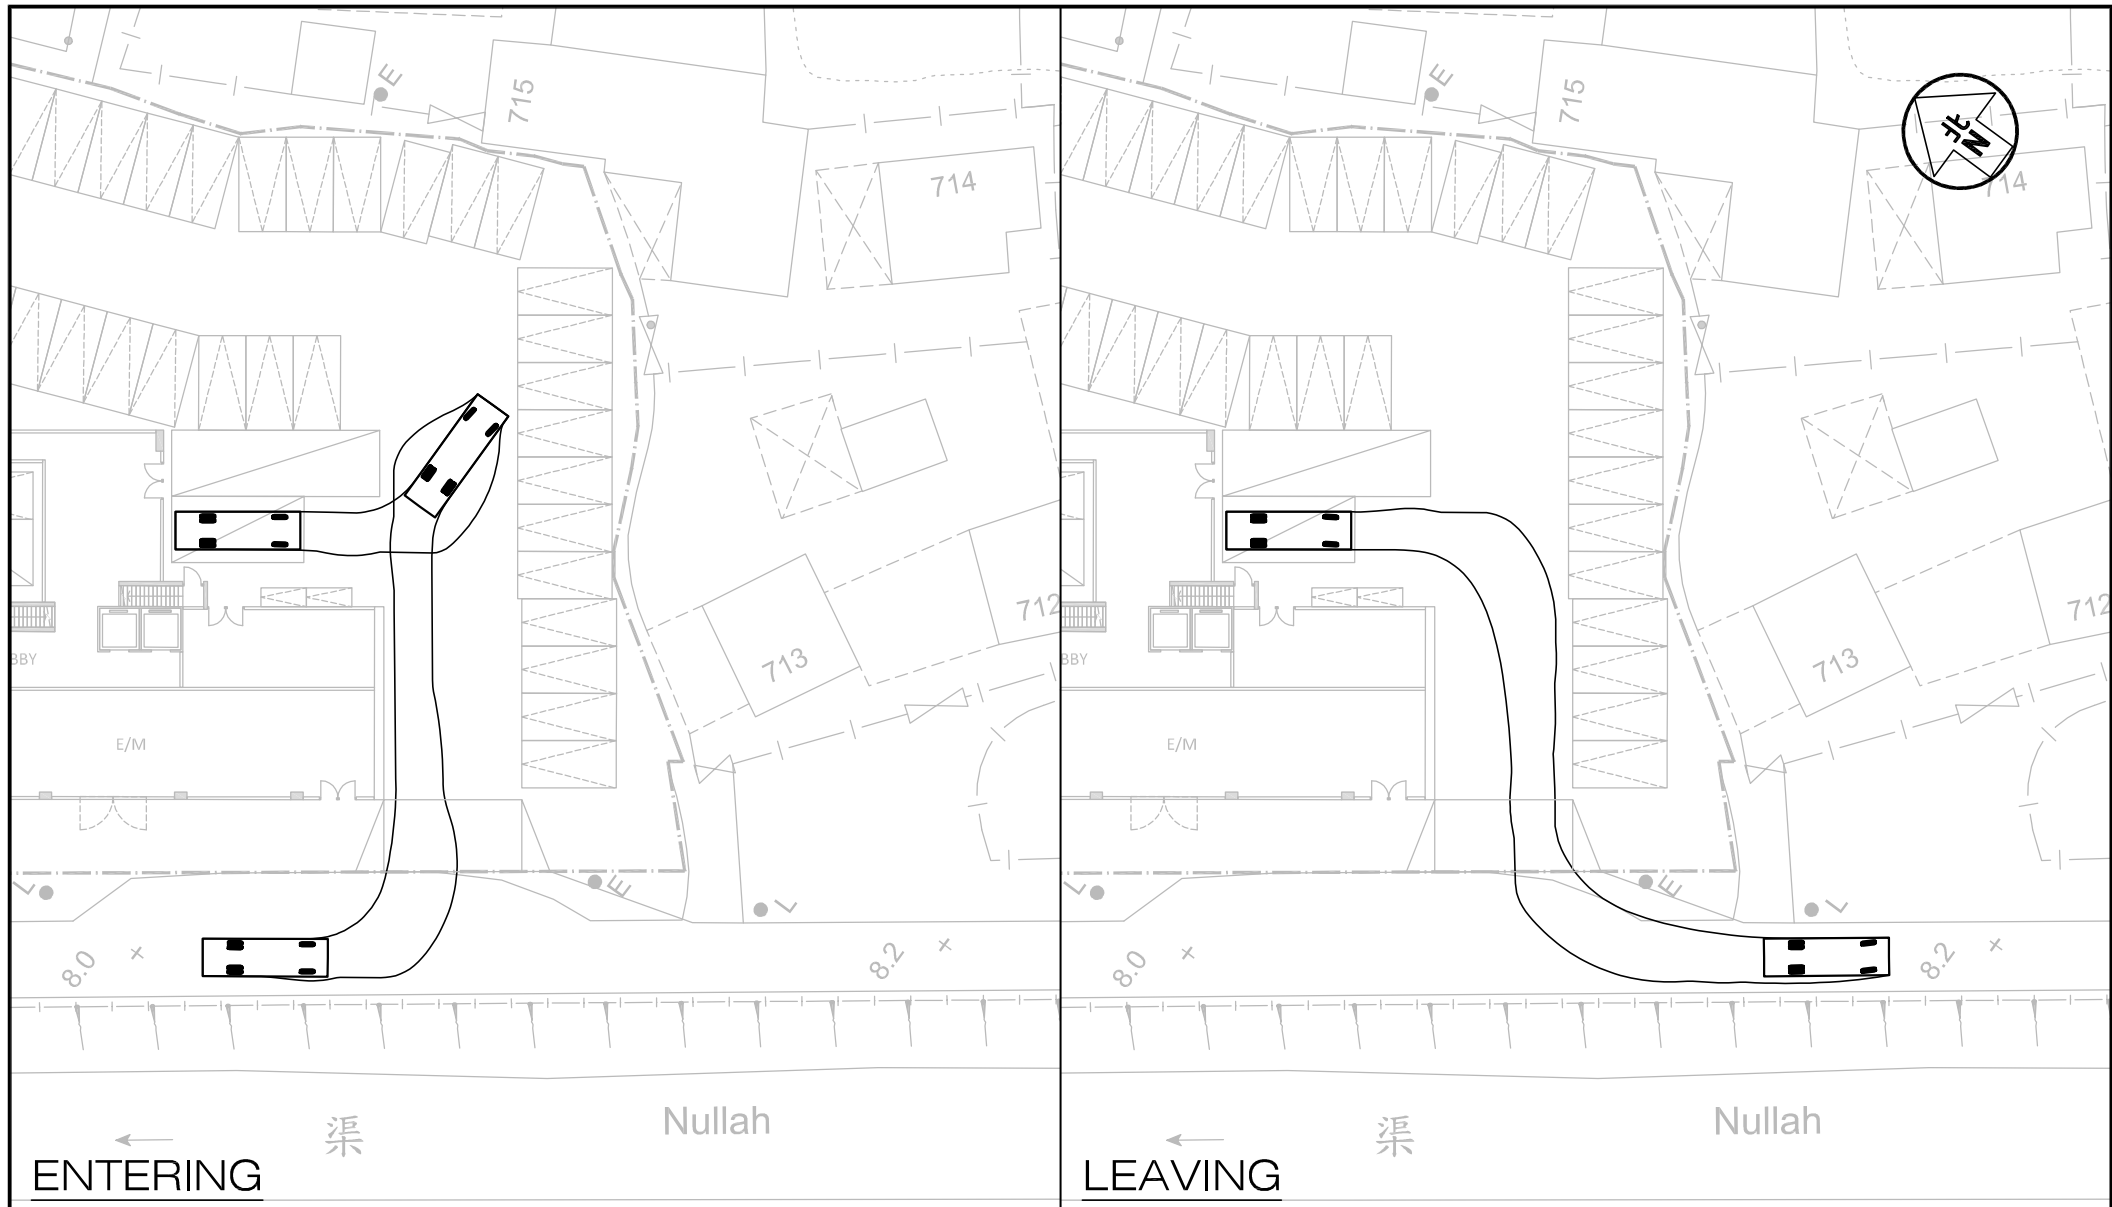 E
715
714
712
713
BBY
E/M
L
E
L
8.0
8.2
渠
Nullah
ENTERING
E
715
北
N
714
712
713
BBY
E/M
L
E
L
8.0
8.2
渠
Nullah
LEAVING